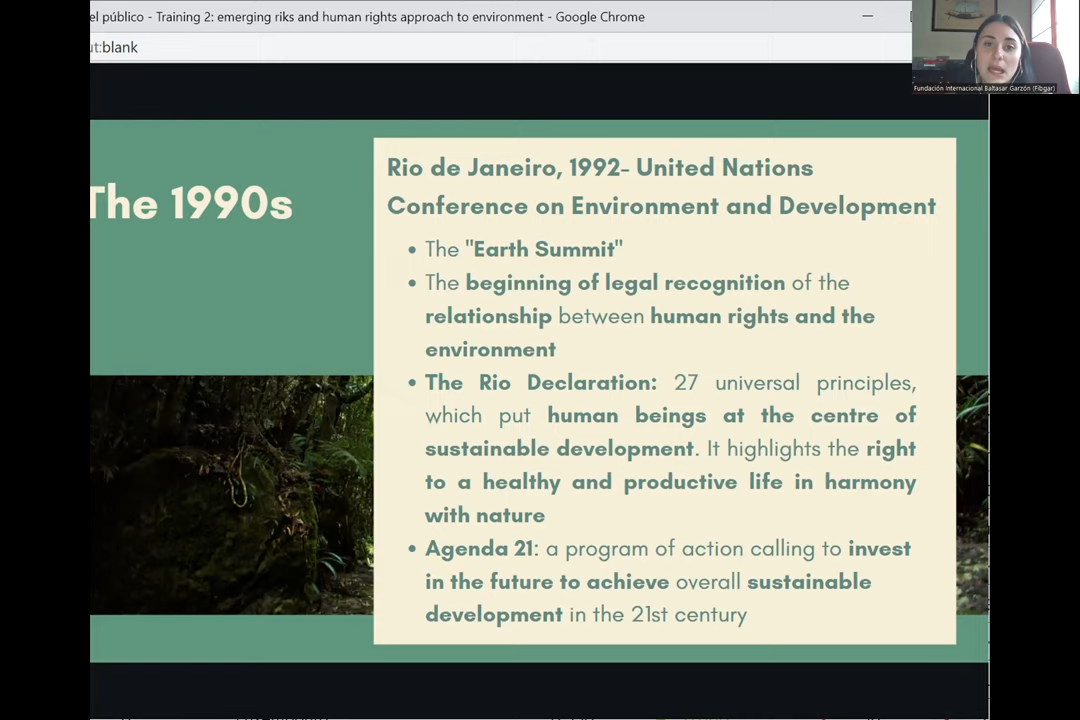 el público - Training 2: emerging riks and human rights approach to environment - Google Chrome
ut:blank
Fundación Internacional Baltasar Garzón (Fibgar)
The 1990s
Rio de Janeiro, 1992- United Nations
Conference on Environment and Development
• The "Earth Summit"
• The beginning of legal recognition of the
relationship between human rights and the
environment
• The Rio Declaration: 27 universal principles,
which put human beings at the centre of
sustainable development. It highlights the right
to a healthy and productive life in harmony
with nature
• Agenda 21: a program of action calling to invest
in the future to achieve overall sustainable
development in the 21st century